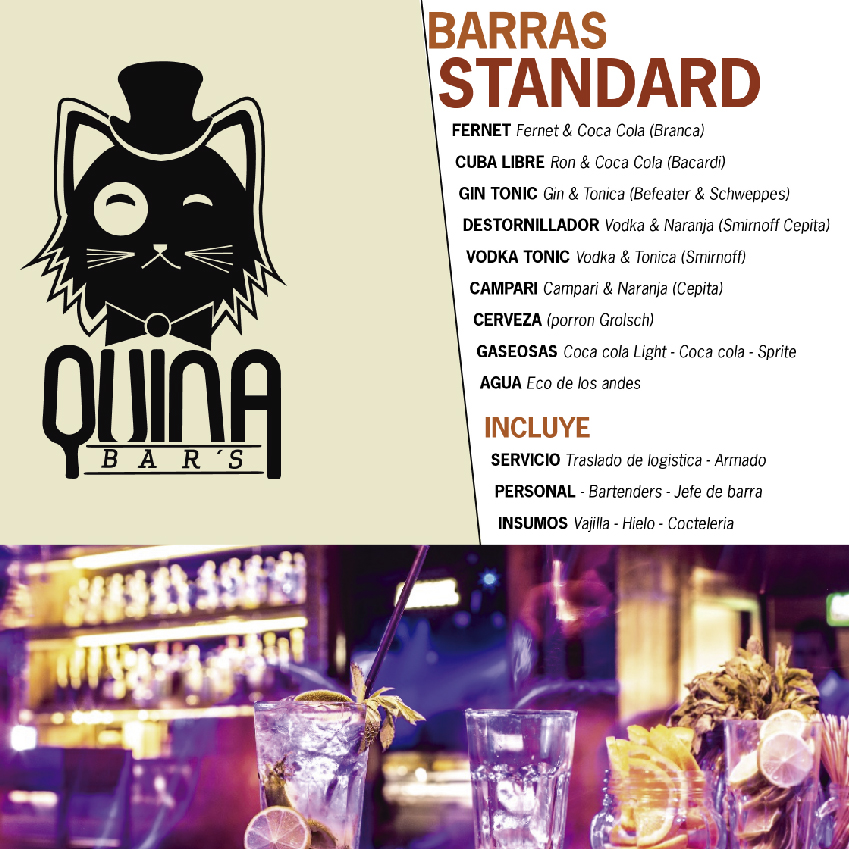 QUINA
BAR´S
BARRAS
STANDARD
FERNET Fernet & Coca Cola (Branca)
CUBA LIBRE Ron & Coca Cola (Bacardi)
GIN TONIC Gin & Tonica (Befeater & Schweppes)
DESTORNILLADOR Vodka & Naranja (Smirnoff Cepita)
VODKA TONIC Vodka & Tonica (Smirnoff)
CAMPARI Campari & Naranja (Cepita)
CERVEZA (porron Grolsch)
GASEOSAS Coca cola Light - Coca cola - Sprite
AGUA Eco de los andes
INCLUYE
SERVICIO Traslado de logistica - Armado
PERSONAL - Bartenders - Jefe de barra
INSUMOS Vajilla - Hielo - Cocteleria